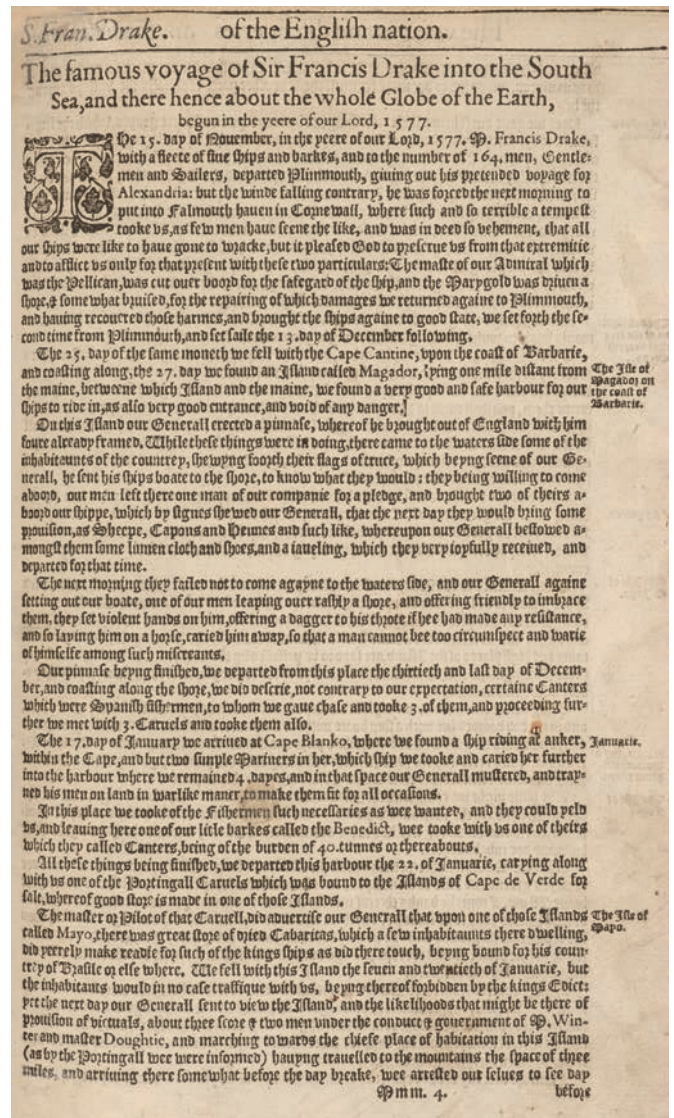 S. Fran. Drake. of the English nation.
The famous voyage of Sir Francis Drake into the South
Sea, and there hence about the whole Globe of the Earth,
begun in the yeere of our Lord, 1577.
The 15. day of Nouember, in the yeere of our Lord, 1577. M. Francis Drake,
with a fleete of fiue ships and barkes, and to the number of 164. men, Gentle-
men and Sailers, departed Plimmouth, giuing out his pretended voyage for
Alexandria: but the winde falling contrary, he was forced the next morning to
put into Falmouth hauen in Cornewall, where such and so terrible a tempest
tooke vs, as few men haue seene the like, and was in deed so vehement, that all
our ships were like to haue gone to wracke, but it pleased God to preserue vs from that extremitie
and to afflict vs only for that present with these two particulars: The maste of our Admiral which
was the Pellican, was cut ouer boord for the safegard of the ship, and the Marygold was driuen a
shore, & some what bruised, for the repairing of which damages we returned againe to Plimmouth,
and hauing recouered those harmes, and brought the ships againe to good state, we set forth the se-
cond time from Plimmouth, and set saile the 13. day of December following.
The 25. day of the same moneth we fell with the Cape Cantine, vpon the coast of Barbarie,
and coasting along, the 27. day we found an Island called Magador, lying one mile distant from
the maine, betweene which Island and the maine, we found a very good and safe harbour for our
ships to ride in, as also very good entrance, and void of any danger.
The Isle of
Magador on
the coast of
Barbarie.
On this Island our Generall erected a pinnase, whereof he brought out of England with him
foure already framed. While these things were in doing, there came to the waters side some of the
inhabitaunts of the countrey, shewyng foorth their flags of truce, which beyng seene of our Ge-
nerall, he sent his ships boate to the shore, to know what they would: they being willing to come
aboord, our men left there one man of our companie for a pledge, and brought two of theirs a-
boord our shippe, which by signes shewed our Generall, that the next day they would bring some
prouision, as Sheepe, Capons and Hennes and such like, whereupon our Generall bestowed a-
mongst them some linnen cloth and shoes, and a iaueling, which they very ioyfully receiued, and
departed for that time.
The next morning they failed not to come agayne to the waters side, and our Generall againe
setting out our boate, one of our men leaping ouer rashly a shore, and offering friendly to imbrace
them, they set violent hands on him, offering a dagger to his throte if hee had made any resistance,
and so laying him on a horse, caried him away, so that a man cannot bee too circumspect and warie
of himselfe among such miscreants.
Our pinnase beyng finished, we departed from this place the thirtieth and last day of Decem-
ber, and coasting along the shore, we did descrie, not contrary to our expectation, certaine Canters
which were Spanish fishermen, to whom we gaue chase and tooke 3. of them, and proceeding fur-
ther we met with 3. Caruels and tooke them also.
The 17. day of January we arriued at Cape Blanko, where we found a ship riding at anker,
within the Cape, and but two simple Mariners in her, which ship we tooke and caried her further
into the harbour where we remained 4. dayes, and in that space our Generall mustered, and tray-
ned his men on land in warlike maner, to make them fit for all occasions.
Januarie.
In this place we tooke of the Fishermen such necessaries as wee wanted, and they could yeld
vs, and leauing here one of our litle barkes called the Benedict, wee tooke with vs one of theirs
which they called Canters, being of the burden of 40. tunnes or thereabouts.
All these things being finished, we departed this harbour the 22. of Januarie, carying along
with vs one of the Portingall Caruels which was bound to the Islands of Cape de Verde for
salt, whereof good store is made in one of those Islands.
The master or Pilot of that Caruell, did aduertise our Generall that vpon one of those Islands
called Mayo, there was great store of dried Cabaritas, which a few inhabitaunts there dwelling,
did yeerely make readie for such of the kings ships as did there touch, beyng bound for his coun-
trey of Brasile or else where. We fell with this Island the seuen and twentieth of Januarie, but
the inhabitants would in no case traffique with vs, beyng thereof forbidden by the kings Edict:
yet the next day our Generall sent to view the Island, and the likelihoods that might be there of
prouision of victuals, about three score & two men vnder the conduct & gouernment of M. Win-
ter and master Doughtie, and marching towards the chiefe place of habitation in this Island
(as by the Portingall wee were informed) hauyng trauelled to the mountains the space of three
miles, and arriuing there somewhat before the day breake, wee arrested our selues to see day
The Isle of
Mayo.
Mmm. 4. before